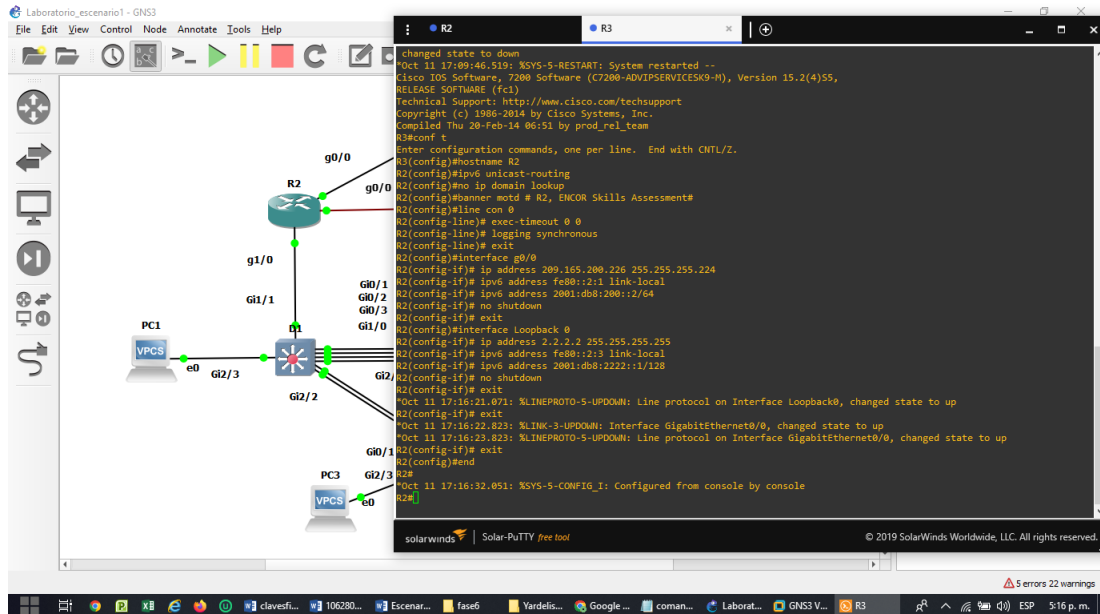 Laboratorio_escenario1 - GNS3
File Edit View Control Node Annotate Tools Help
R2
R3
changed state to down
*Oct 11 17:09:46.519: %SYS-5-RESTART: System restarted --
Cisco IOS Software, 7200 Software (C7200-ADVIPSERVICESK9-M), Version 15.2(4)S5,
RELEASE SOFTWARE (fc1)
Technical Support: http://www.cisco.com/techsupport
Copyright (c) 1986-2014 by Cisco Systems, Inc.
Compiled Thu 20-Feb-14 06:51 by prod_rel_team
R3#conf t
Enter configuration commands, one per line.  End with CNTL/Z.
R3(config)#hostname R2
R2(config)#ipv6 unicast-routing
R2(config)#no ip domain lookup
R2(config)#banner motd # R2, ENCOR Skills Assessment#
R2(config)#line con 0
R2(config-line)# exec-timeout 0 0
R2(config-line)# logging synchronous
R2(config-line)# exit
R2(config)#interface g0/0
R2(config-if)# ip address 209.165.200.226 255.255.255.224
R2(config-if)# ipv6 address fe80::2:1 link-local
R2(config-if)# ipv6 address 2001:db8:200::2/64
R2(config-if)# no shutdown
R2(config-if)# exit
R2(config)#interface Loopback 0
R2(config-if)# ip address 2.2.2.2 255.255.255.255
R2(config-if)# ipv6 address fe80::2:3 link-local
R2(config-if)# ipv6 address 2001:db8:2222::1/128
R2(config-if)# no shutdown
R2(config-if)# exit
*Oct 11 17:16:21.071: %LINEPROTO-5-UPDOWN: Line protocol on Interface Loopback0, changed state to up
R2(config-if)# exit
*Oct 11 17:16:22.823: %LINK-3-UPDOWN: Interface GigabitEthernet0/0, changed state to up
*Oct 11 17:16:23.823: %LINEPROTO-5-UPDOWN: Line protocol on Interface GigabitEthernet0/0, changed state to up
R2(config-if)# exit
R2(config)#end
R2#
*Oct 11 17:16:32.051: %SYS-5-CONFIG_I: Configured from console by console
R2#
solarwinds Solar-PuTTY free tool
© 2019 SolarWinds Worldwide, LLC. All rights reserved.
g0/0
R2
g0/0
g1/0
Gi0/1
Gi0/2
Gi0/3
Gi1/0
Gi1/1
PC1
D1
VPCS
e0
Gi2/3
Gi2/
Gi2/2
Gi0/1
PC3
Gi2/3
VPCS
e0
5 errors 22 warnings
clavesfi...
106280...
Escenar...
fase6
Yardelis...
Google ...
coman...
Laborat...
GNS3 V...
R3
ESP
5:16 p. m.